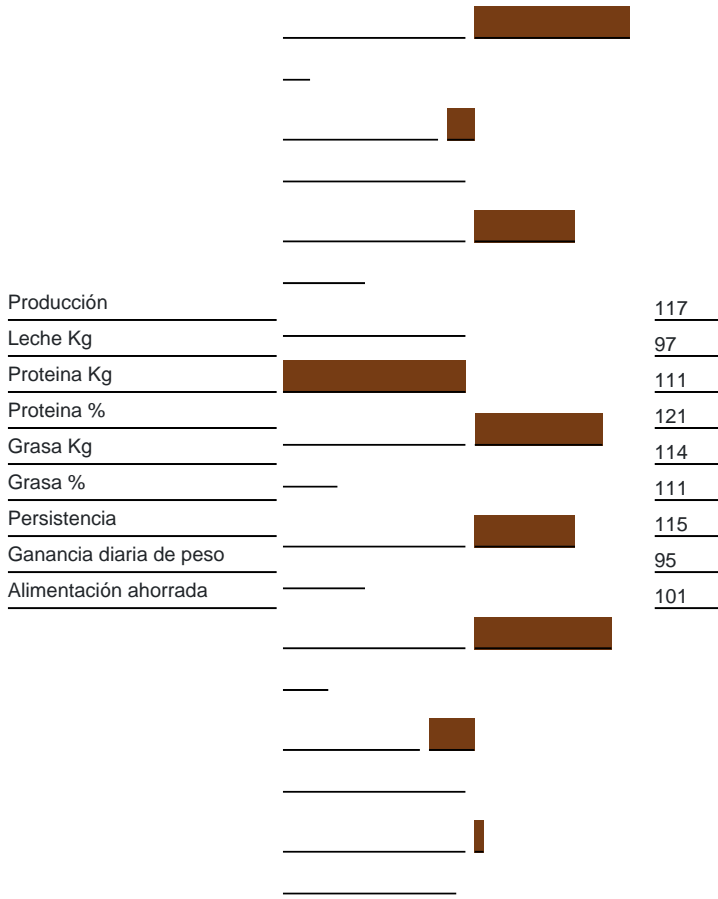 Producción 117
Leche Kg 97
Proteina Kg 111
Proteina % 121
Grasa Kg 114
Grasa % 111
Persistencia 115
Ganancia diaria de peso 95
Alimentación ahorrada 101